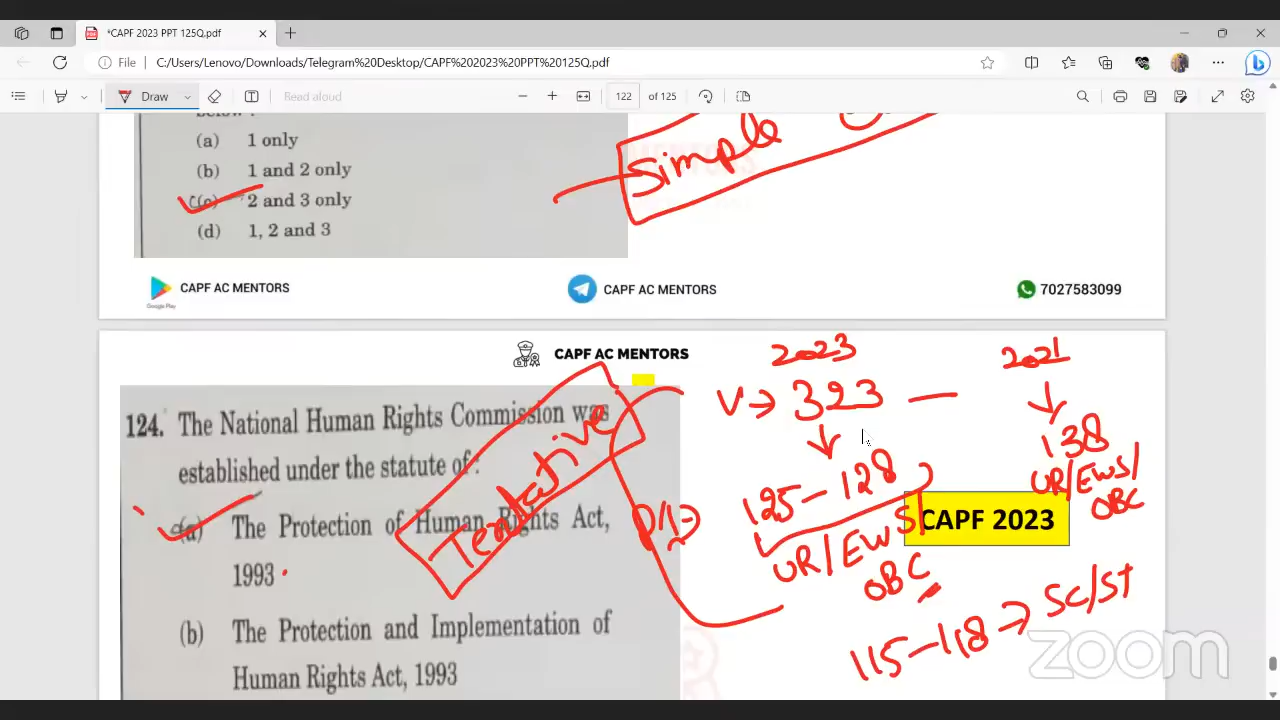 *CAPF 2023 PPT 125Q.pdf
File C:/Users/Lenovo/Downloads/Telegram%20Desktop/CAPF%202023%20PPT%20125Q.pdf
Draw
Read aloud
122 of 125
below :
(a) 1 only
(b) 1 and 2 only
(c) 2 and 3 only
(d) 1, 2 and 3
Simple
Google Play
CAPF AC MENTORS
CAPF AC MENTORS
7027583099
CAPF AC MENTORS
124. The National Human Rights Commission was
established under the statute of :
(a) The Protection of Human Rights Act,
1993
(b) The Protection and Implementation of
Human Rights Act, 1993
Tentative
2023
V → 323 —
125 – 128
UR/EWS/
OBC
115 – 118 → SC/ST
2021
138
UR/EWS/
OBC
CAPF 2023
zoom